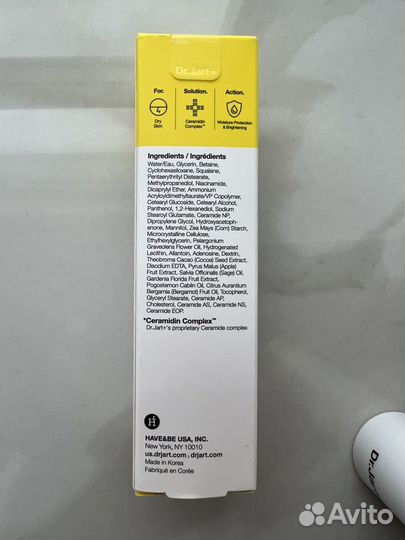 Dr.Jart+
For.
Solution.
Action.
4
Dry
Skin
Ceramidin
Complex™
Moisture Protection
& Brightening
Ingredients / Ingrédients
Water/Eau, Glycerin, Betaine,
Cyclohexasiloxane, Squalane,
Pentaerythrityl Distearate,
Methylpropanediol, Niacinamide,
Dicaprylyl Ether, Ammonium
Acryloyldimethyltaurate/VP Copolymer,
Cetearyl Glucoside, Cetearyl Alcohol,
Panthenol, 1,2-Hexanediol, Sodium
Stearoyl Glutamate, Ceramide NP,
Dipropylene Glycol, Hydroxyacetoph-
enone, Mannitol, Zea Mays (Corn) Starch,
Microcrystalline Cellulose,
Ethylhexylglycerin, Pelargonium
Graveolens Flower Oil, Hydrogenated
Lecithin, Allantoin, Adenosine, Dextrin,
Theobroma Cacao (Cocoa) Seed Extract,
Disodium EDTA, Pyrus Malus (Apple)
Fruit Extract, Salvia Officinalis (Sage) Oil,
Gardenia Florida Fruit Extract,
Pogostemon Cablin Oil, Citrus Aurantium
Bergamia (Bergamot) Fruit Oil, Tocopherol,
Glyceryl Stearate, Ceramide AP,
Cholesterol, Ceramide AS, Ceramide NS,
Ceramide EOP.
*Ceramidin Complex™
Dr.Jart+'s proprietary Ceramide complex
HAVE&BE USA, INC.
New York, NY 10010
us.drjart.com, drjart.com
Made in Korea
Fabriqué en Corée
Dr.Jart
Avito